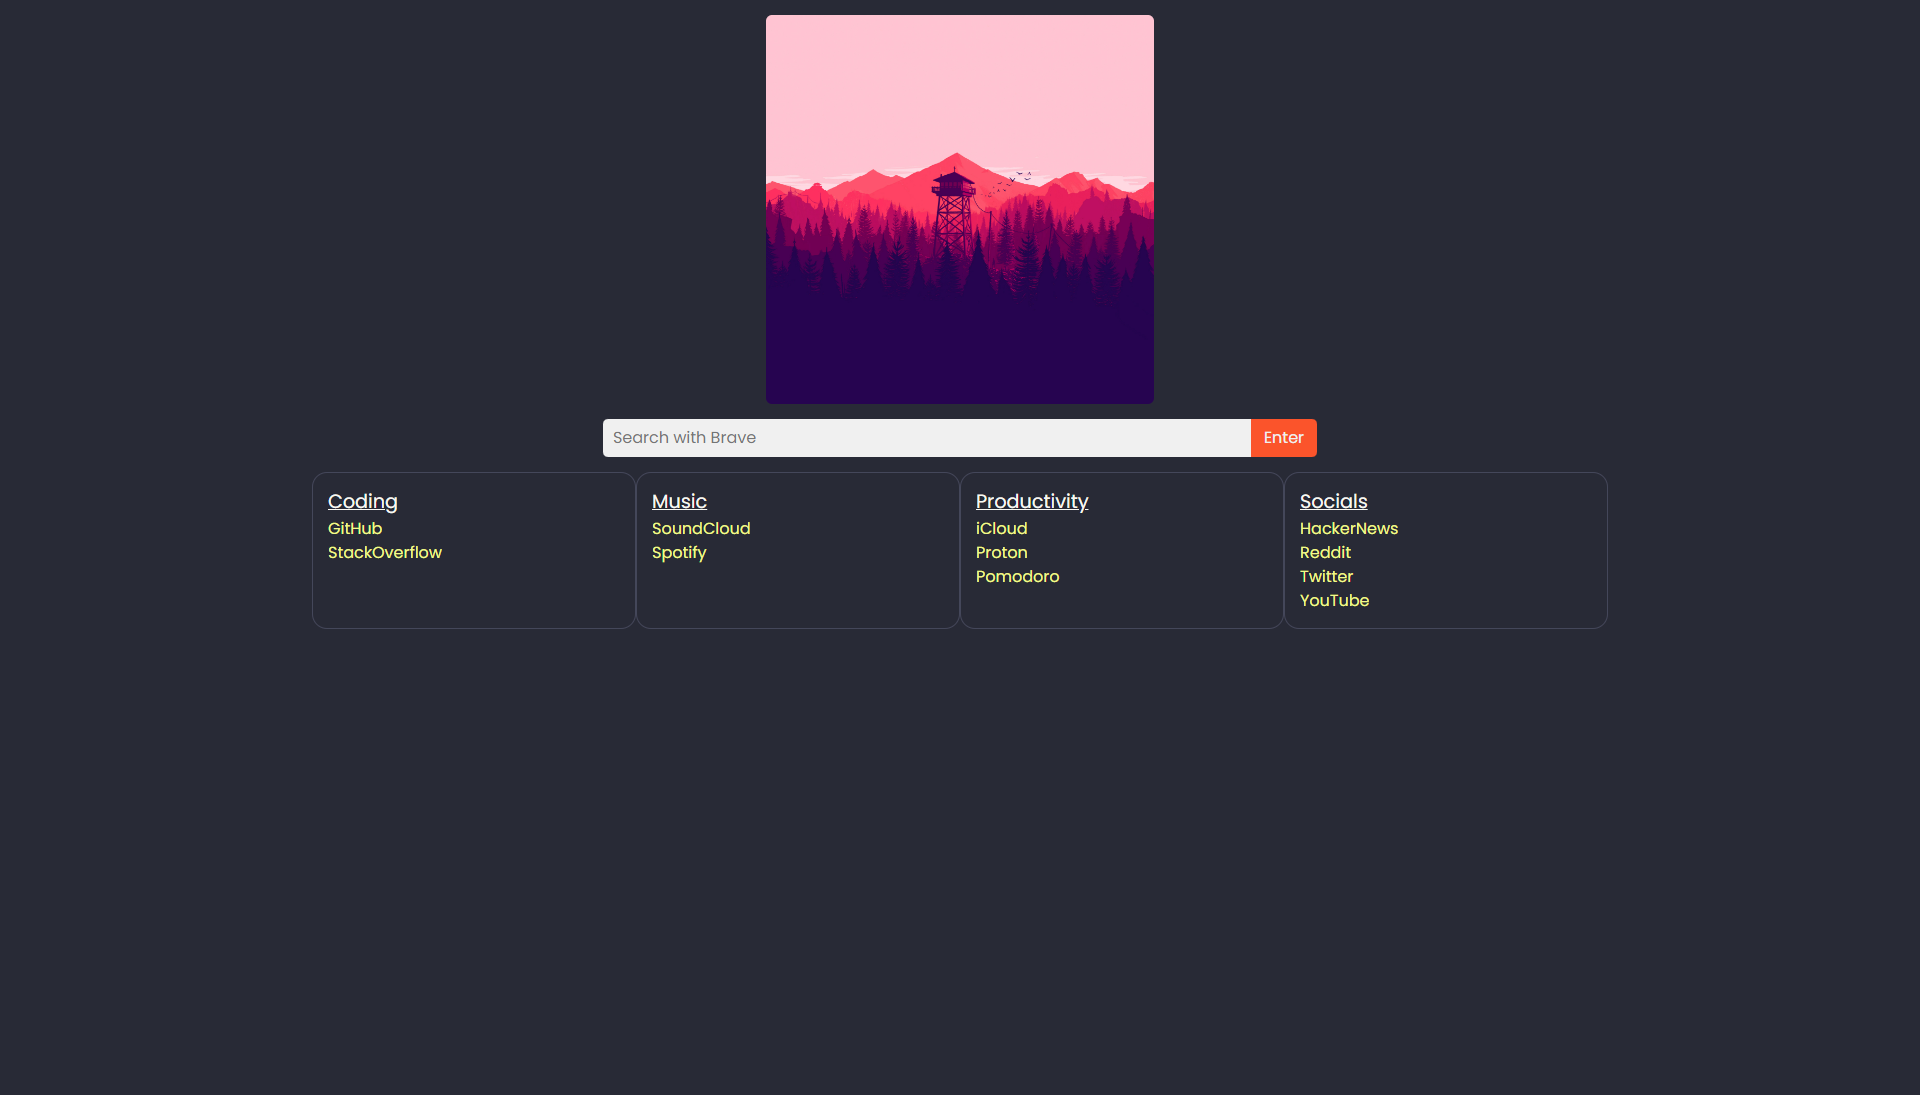 Search with Brave
Enter
Coding
GitHub
StackOverflow
Music
SoundCloud
Spotify
Productivity
iCloud
Proton
Pomodoro
Socials
HackerNews
Reddit
Twitter
YouTube